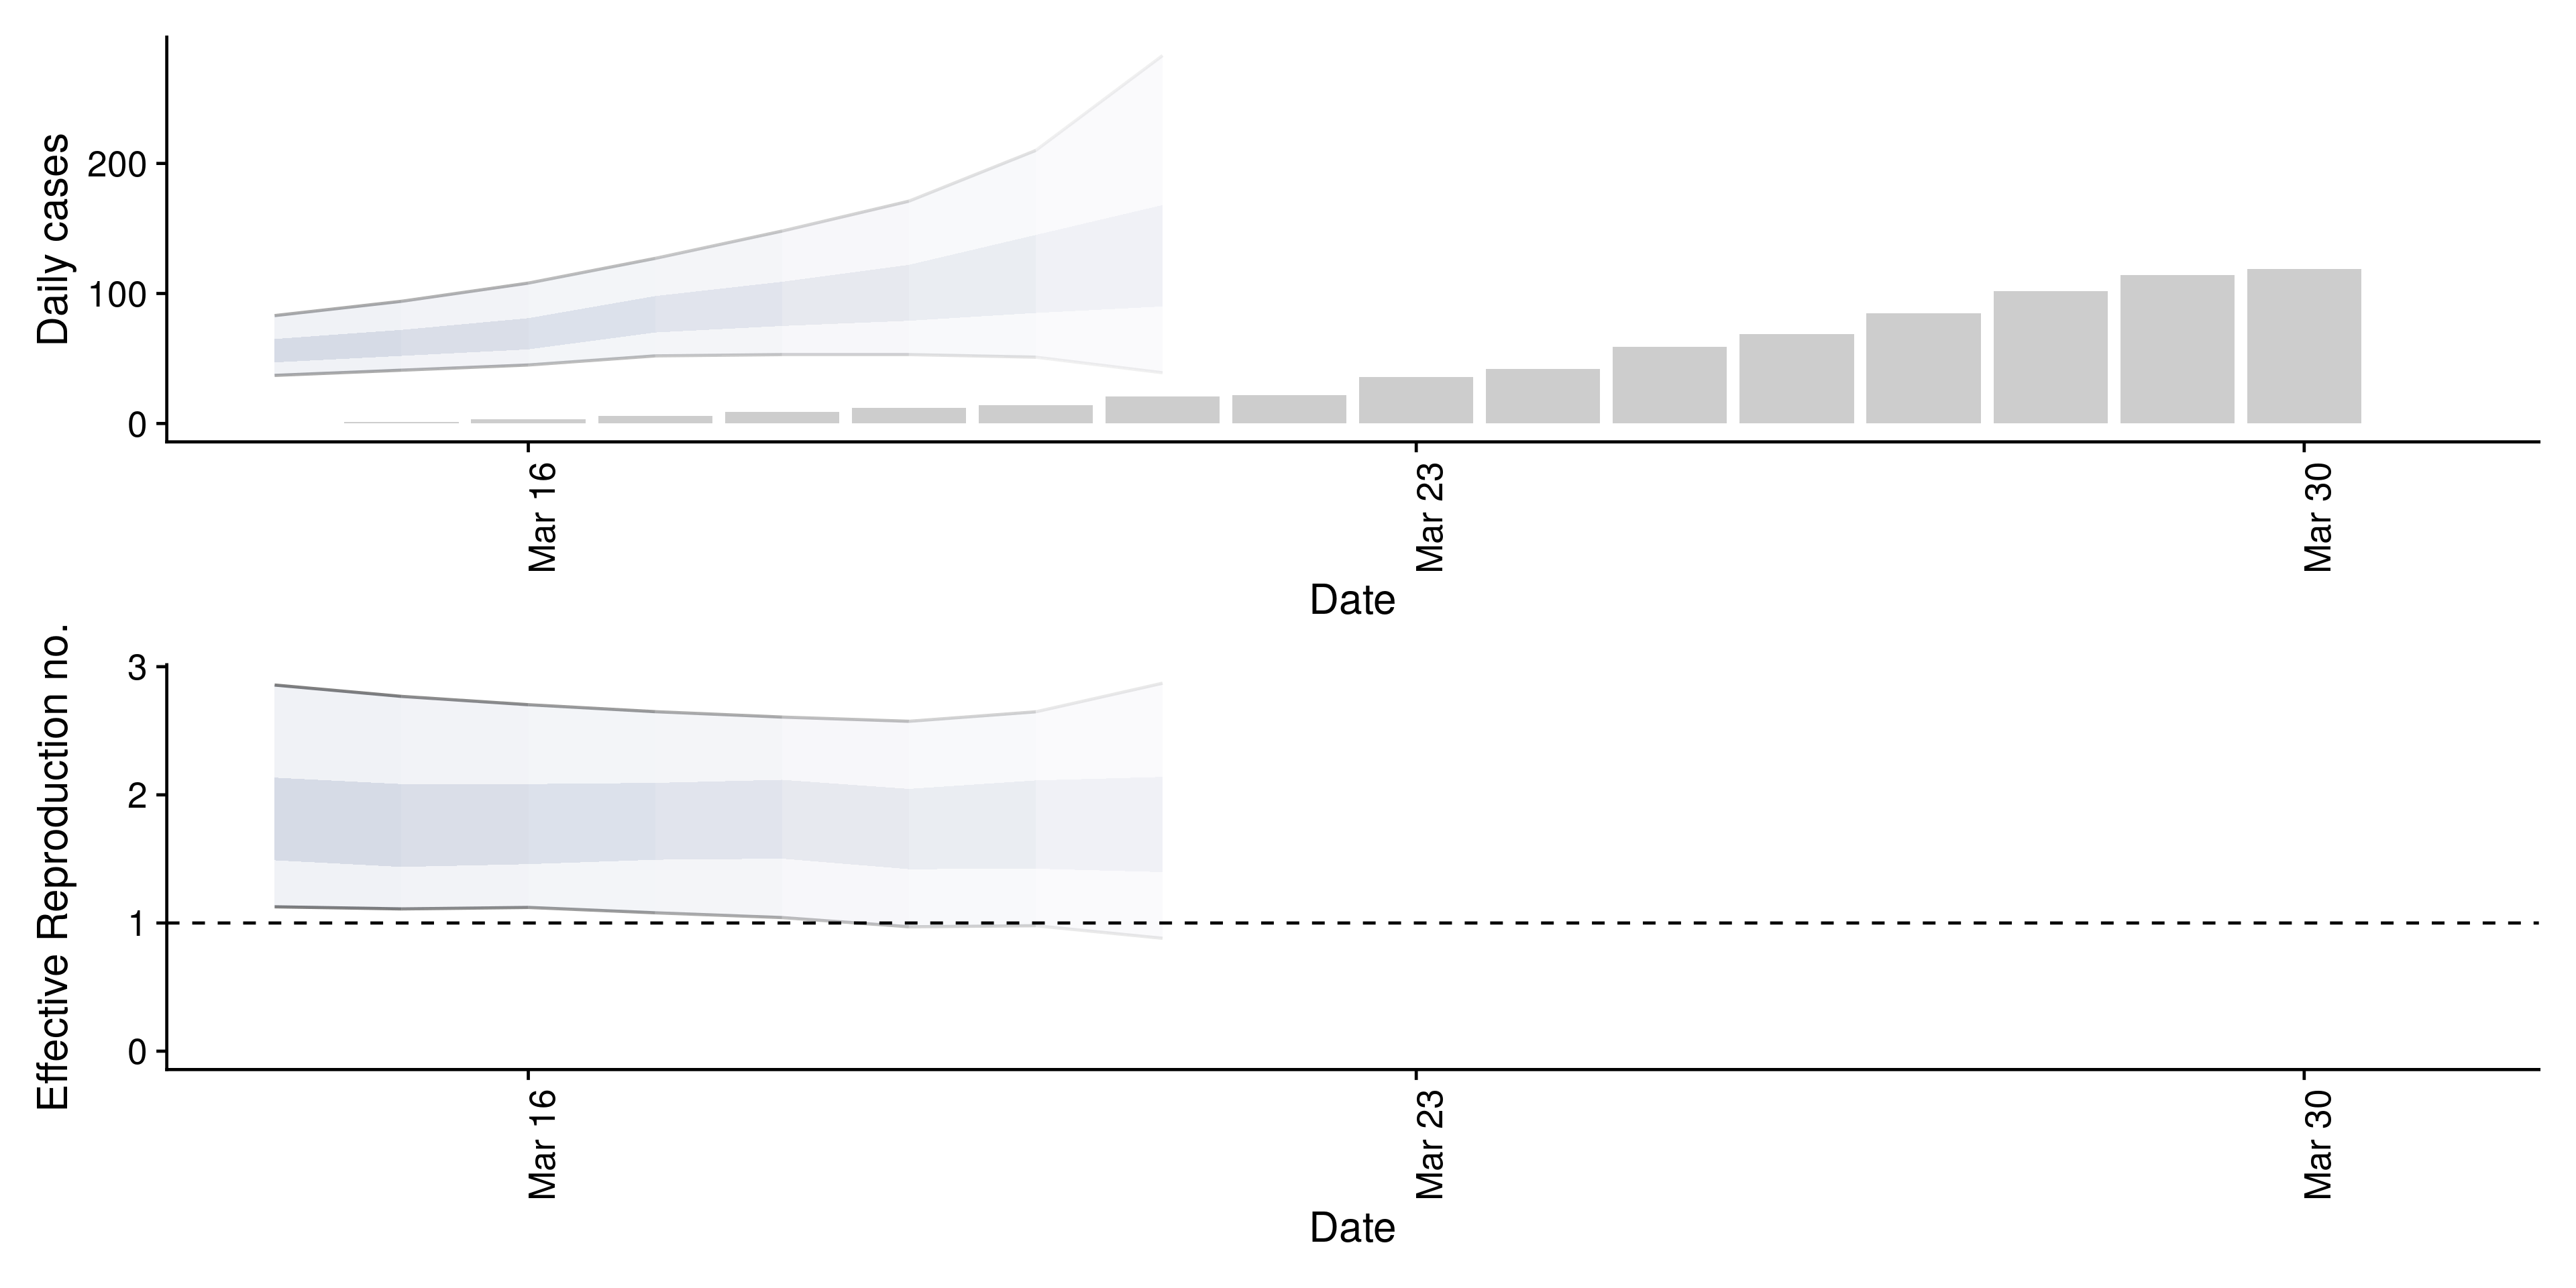 Daily cases
200
100
0
Mar 16
Mar 23
Mar 30
Date
Effective Reproduction no.
3
2
1
0
Mar 16
Mar 23
Mar 30
Date